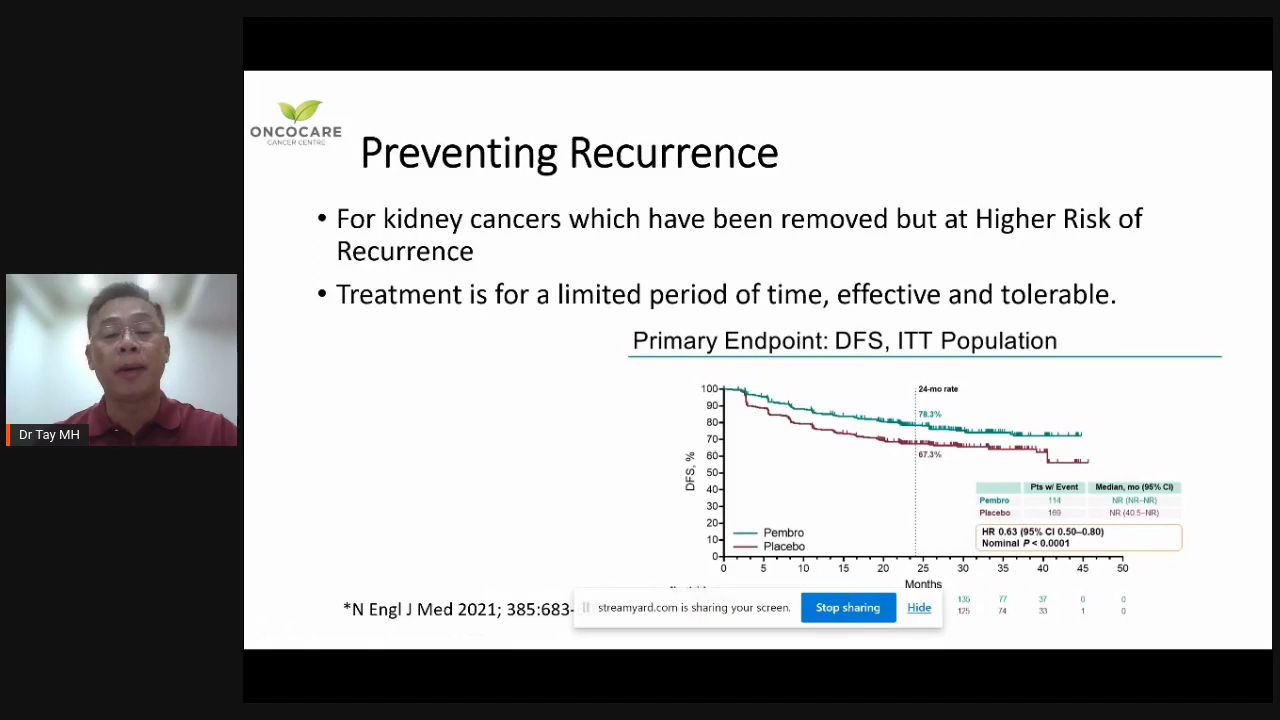 ONCOCARE
CANCER CENTRE
Preventing Recurrence
• For kidney cancers which have been removed but at Higher Risk of
Recurrence
• Treatment is for a limited period of time, effective and tolerable.
Primary Endpoint: DFS, ITT Population
24-mo rate
78.3%
67.3%
100
90
80
70
60
50
40
30
20
10
0
DFS, %
Pts w/ Event Median, mo (95% CI)
Pembro 114 NR (NR–NR)
Placebo 169 NR (40.5–NR)
HR 0.63 (95% CI 0.50–0.80)
Nominal P < 0.0001
Pembro
Placebo
0 5 10 15 20 25 30 35 40 45 50
Months
135 77 37 0 0
125 74 33 1 0
*N Engl J Med 2021; 385:683-
streamyard.com is sharing your screen. Stop sharing Hide
Dr Tay MH